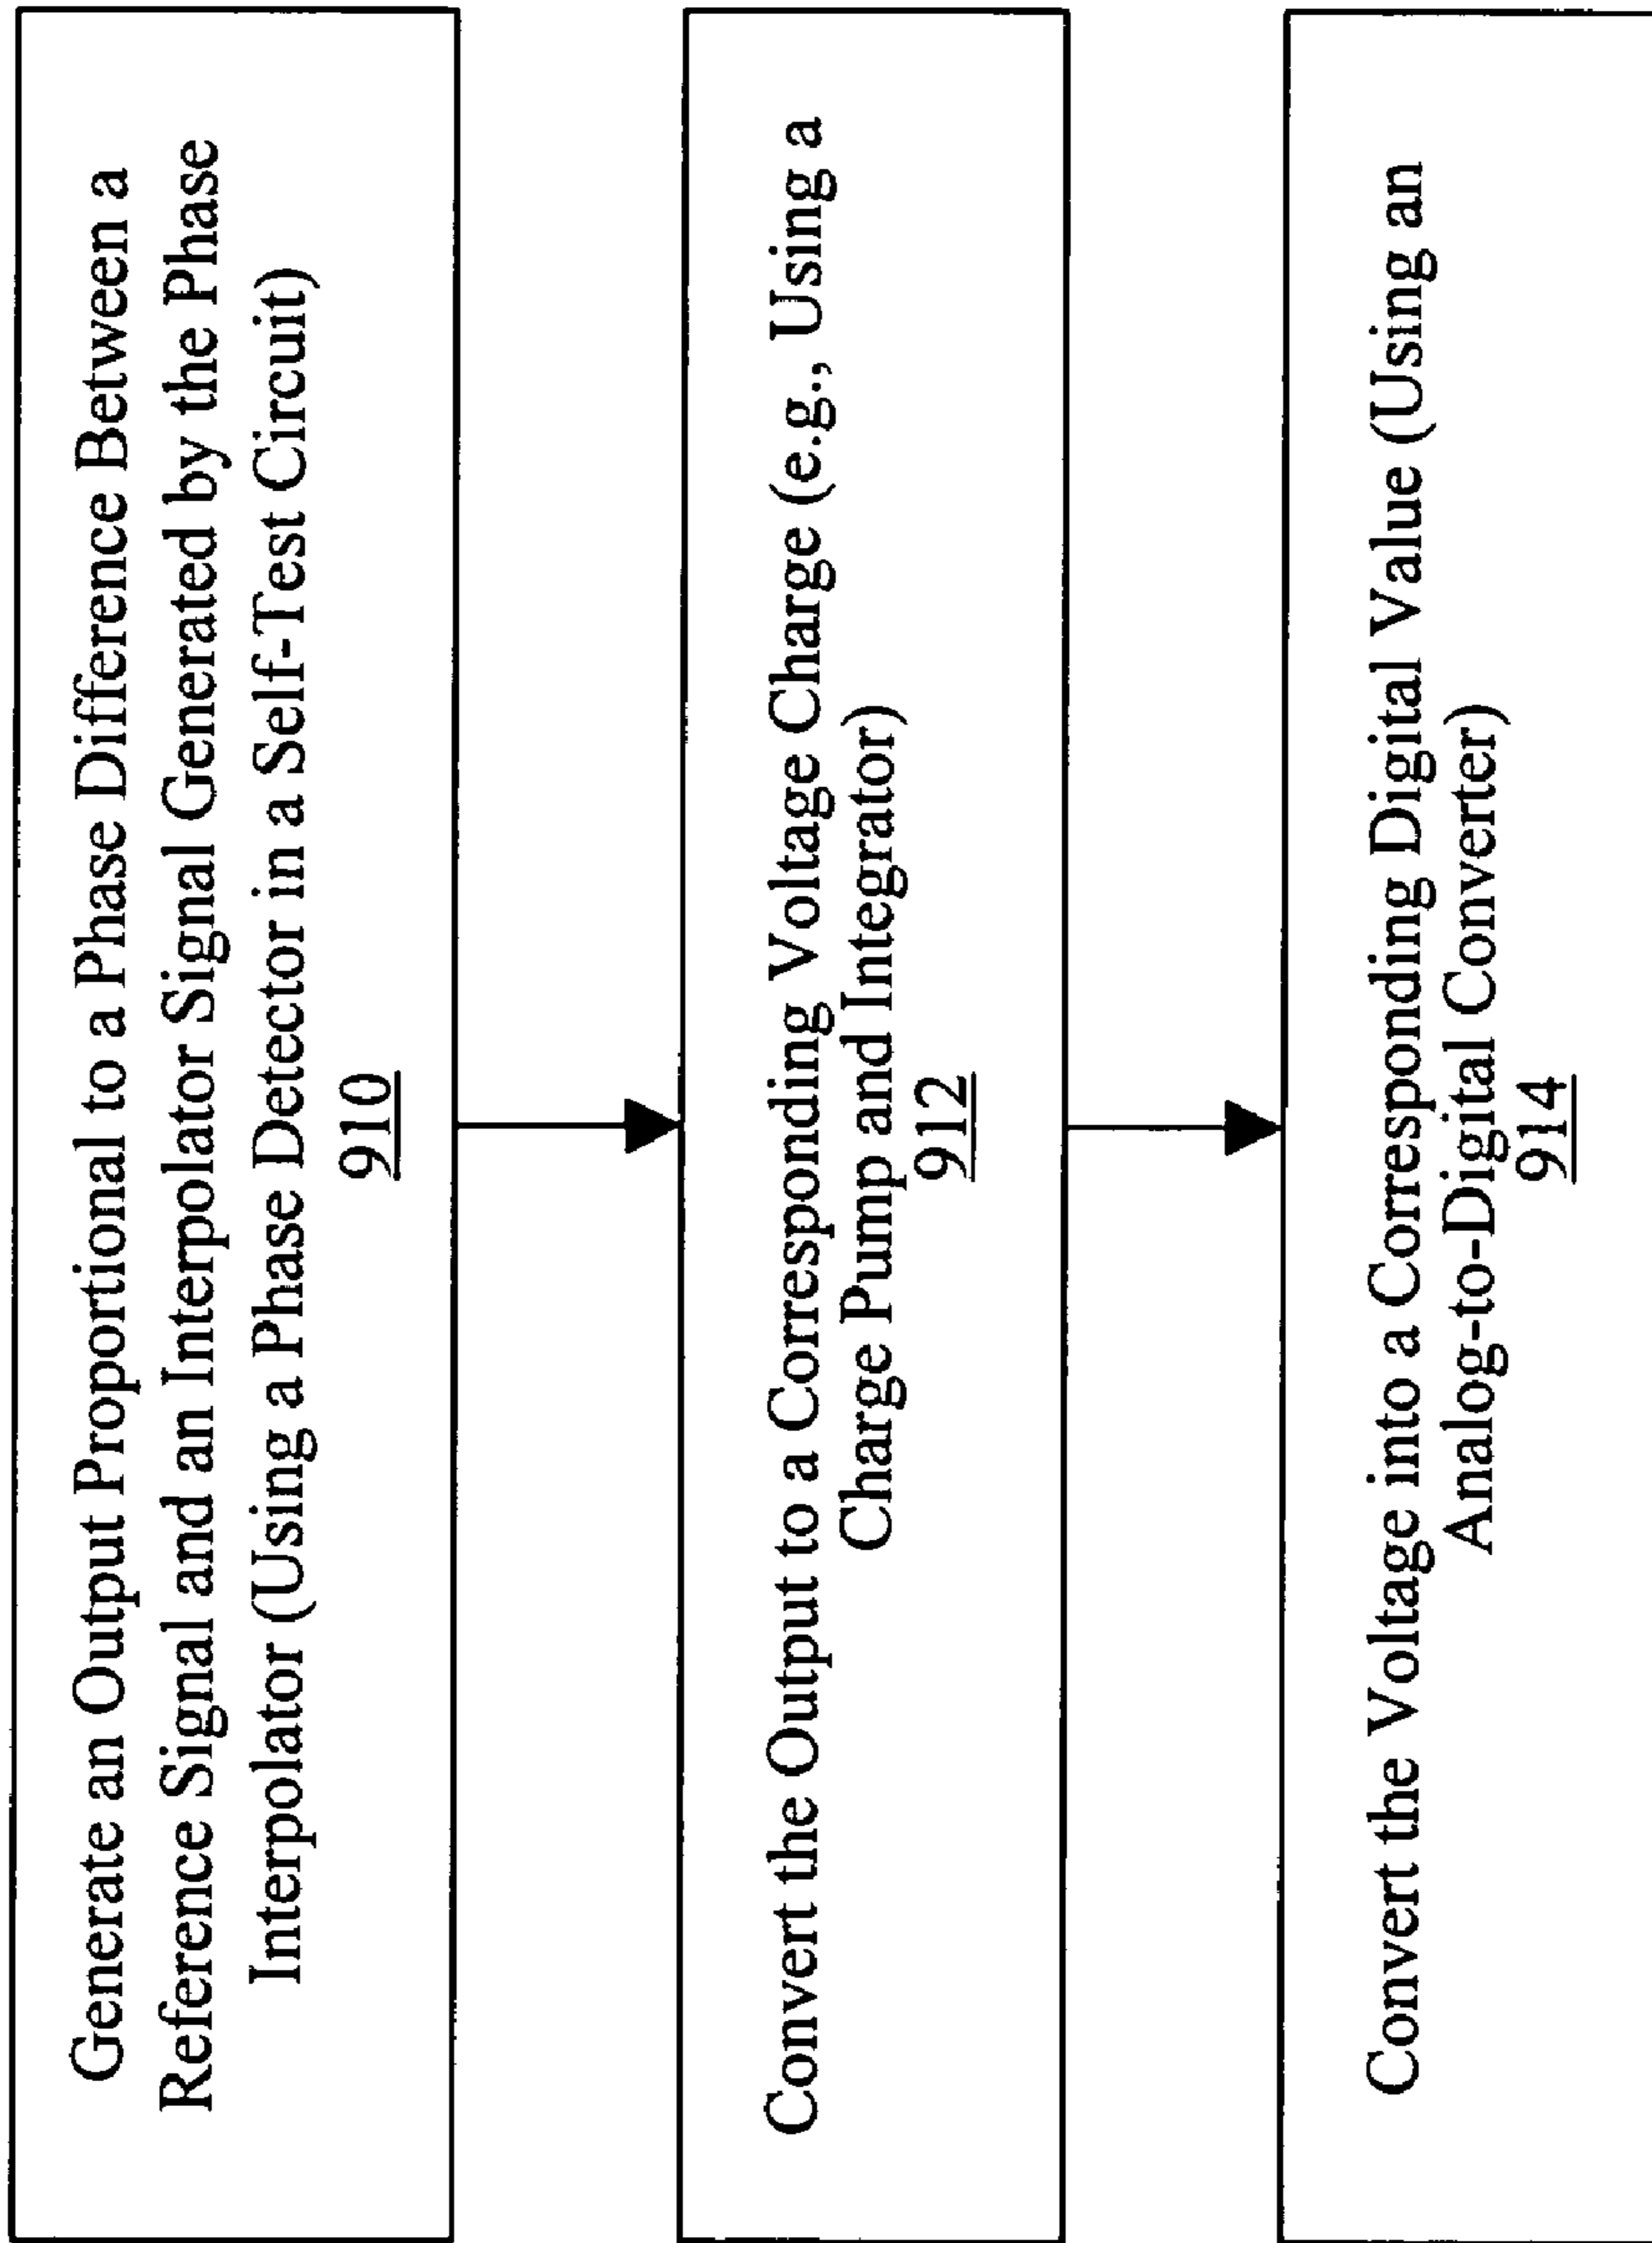 Generate an Output Proportional to a Phase Difference Between a
Reference Signal and an Interpolator Signal Generated by the Phase
Interpolator (Using a Phase Detector in a Self-Test Circuit)
910
Convert the Output to a Corresponding Voltage Charge (e.g., Using a
Charge Pump and Integrator)
912
Convert the Voltage into a Corresponding Digital Value (Using an
Analog-to-Digital Converter)
914